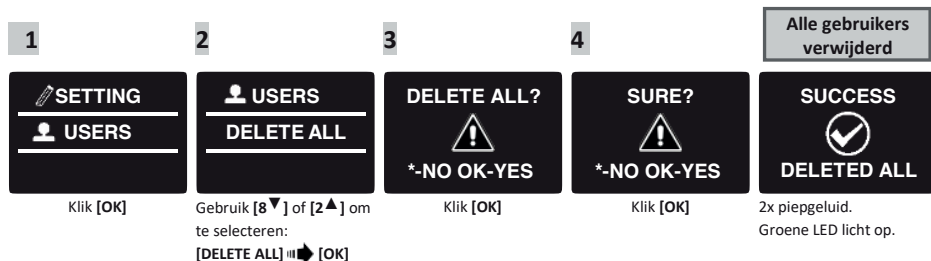 1
2
3
4
Alle gebruikers
verwijderd
SETTING
USERS
USERS
DELETE ALL
DELETE ALL?
*-NO OK-YES
SURE?
*-NO OK-YES
SUCCESS
DELETED ALL
Klik [OK]
Gebruik [8▼] of [2▲] om
te selecteren:
[DELETE ALL] [OK]
Klik [OK]
Klik [OK]
2x piepgeluid.
Groene LED licht op.